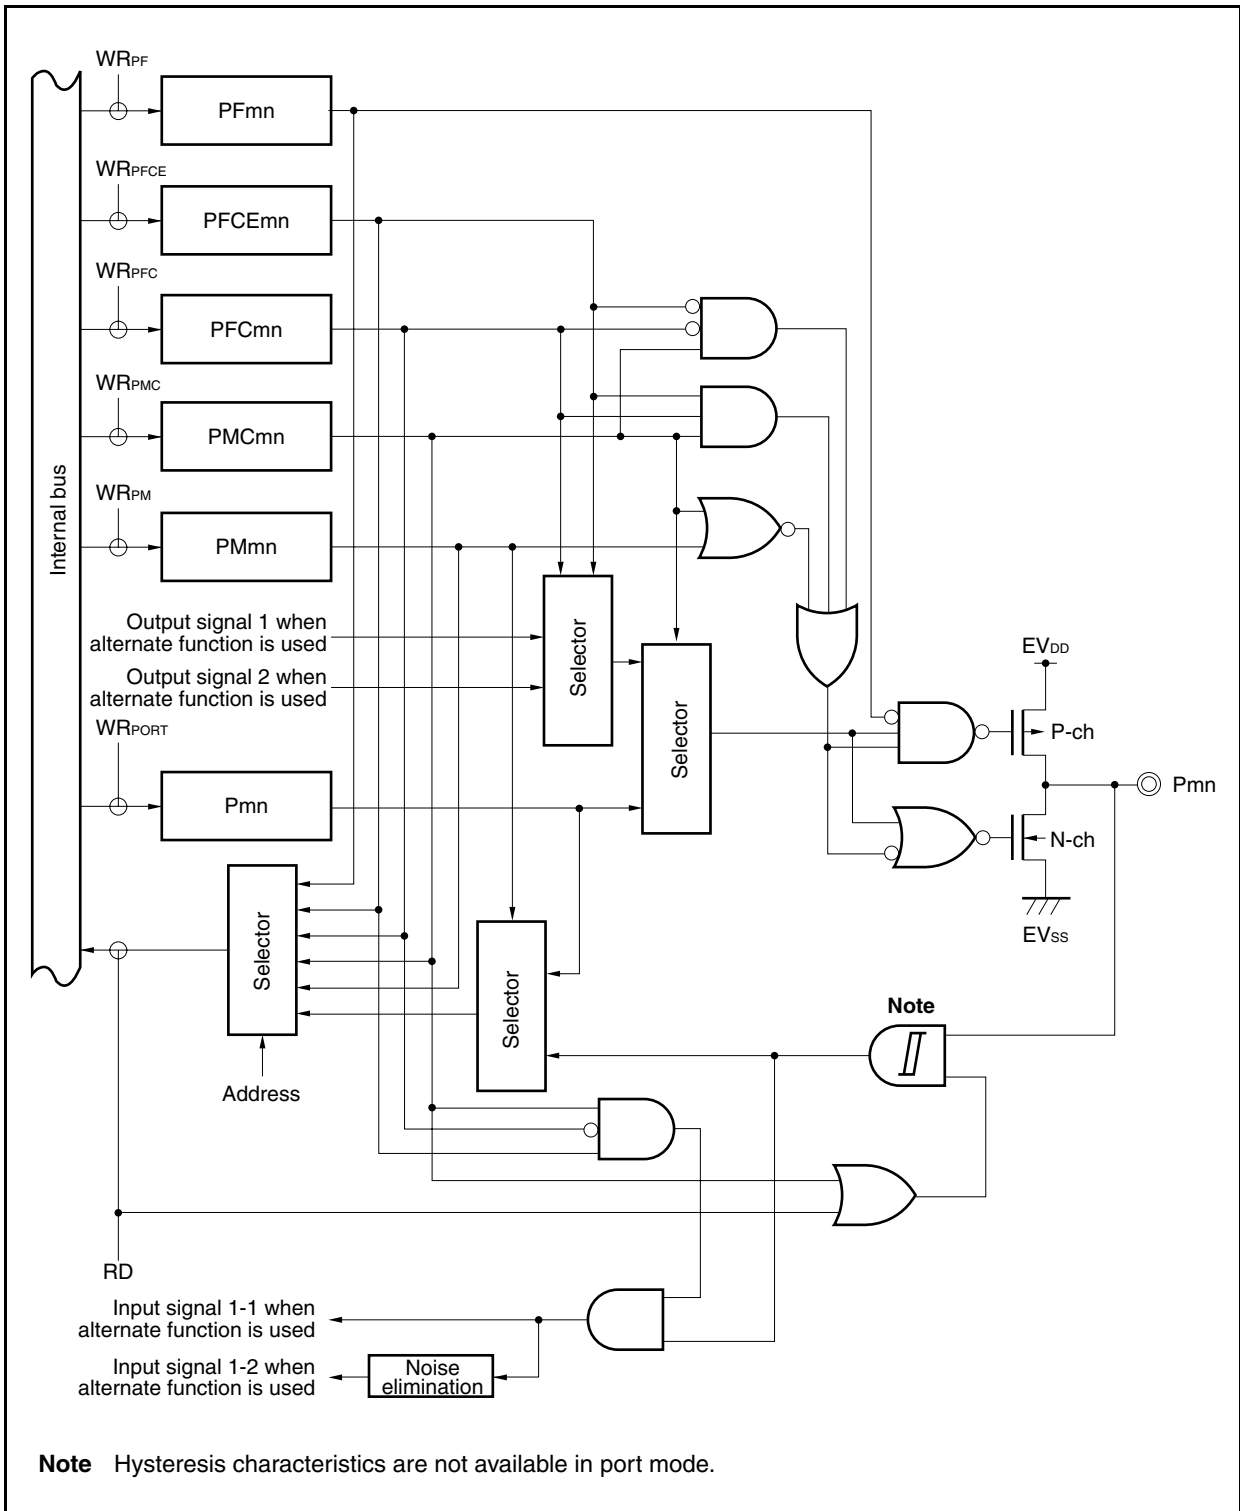 WRPF
PFmn
WRPFCE
PFCEmn
WRPFC
PFCmn
WRPMC
PMCmn
Internal bus
WRPM
PMmn
Output signal 1 when
alternate function is used
Output signal 2 when
alternate function is used
Selector
Selector
EVDD
P-ch
WRPORT
Pmn
Pmn
N-ch
EVSS
Selector
Selector
Note
Address
RD
Input signal 1-1 when
alternate function is used
Input signal 1-2 when
alternate function is used
Noise
elimination
Note Hysteresis characteristics are not available in port mode.